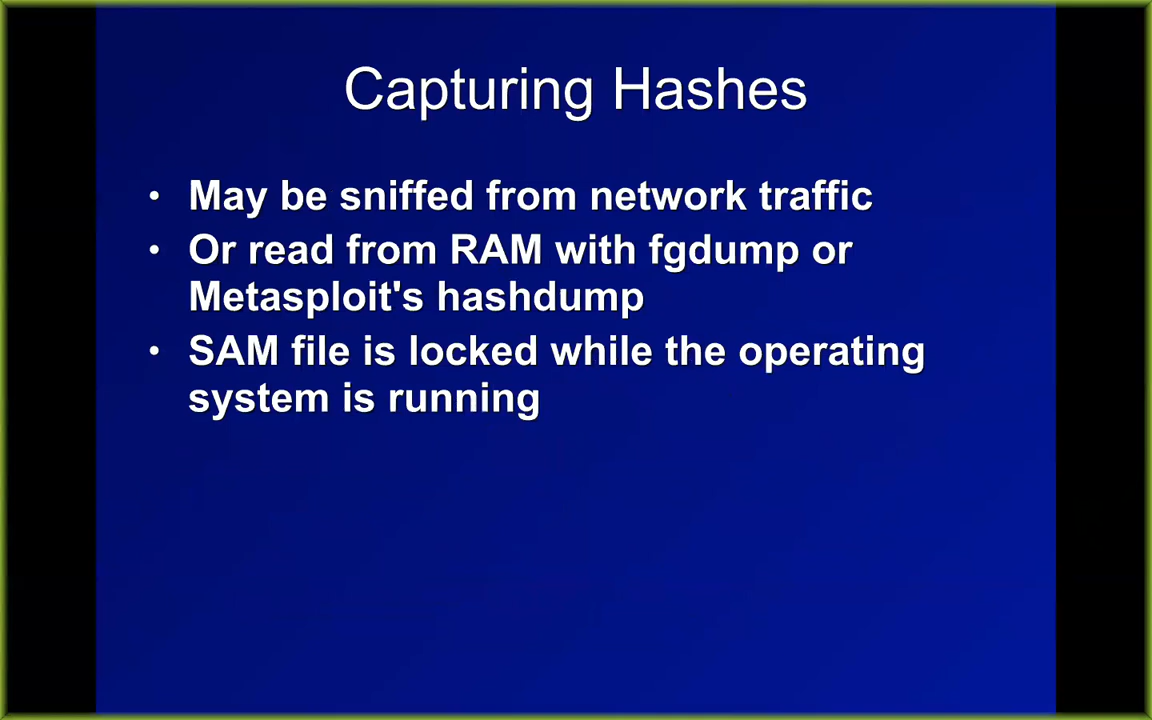 Capturing Hashes
• May be sniffed from network traffic
• Or read from RAM with fgdump or
Metasploit's hashdump
• SAM file is locked while the operating
system is running